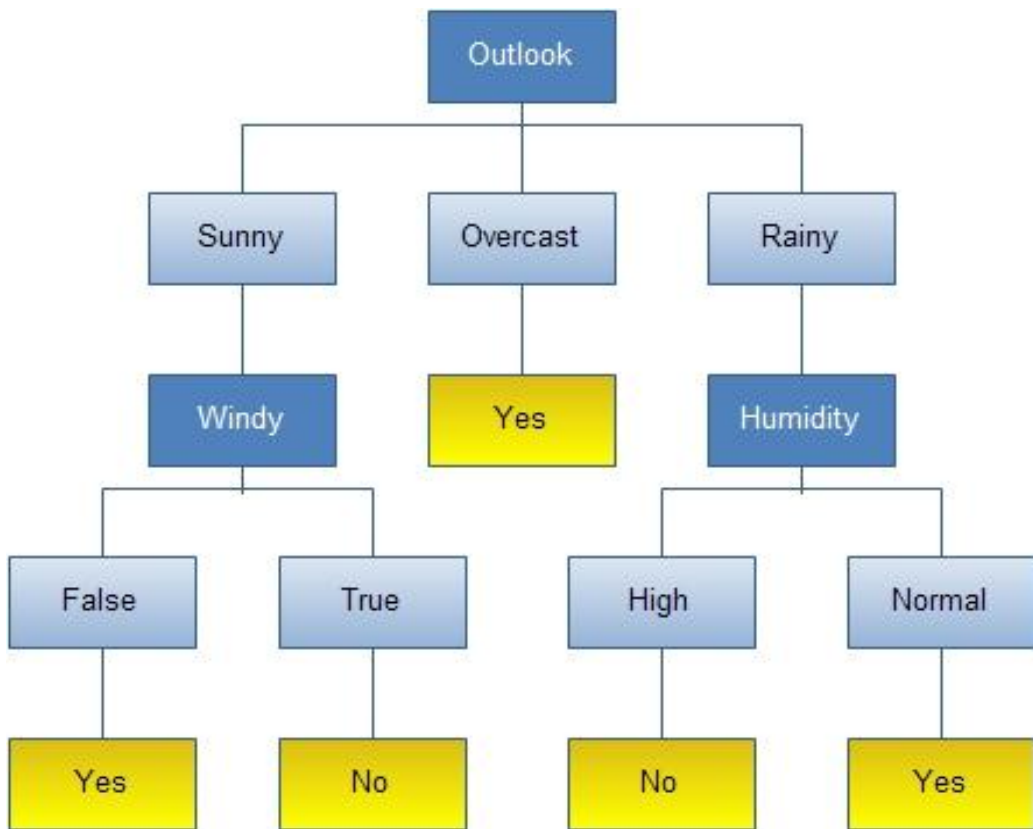 Outlook
Sunny
Overcast
Rainy
Windy
Yes
Humidity
False
True
High
Normal
Yes
No
No
Yes